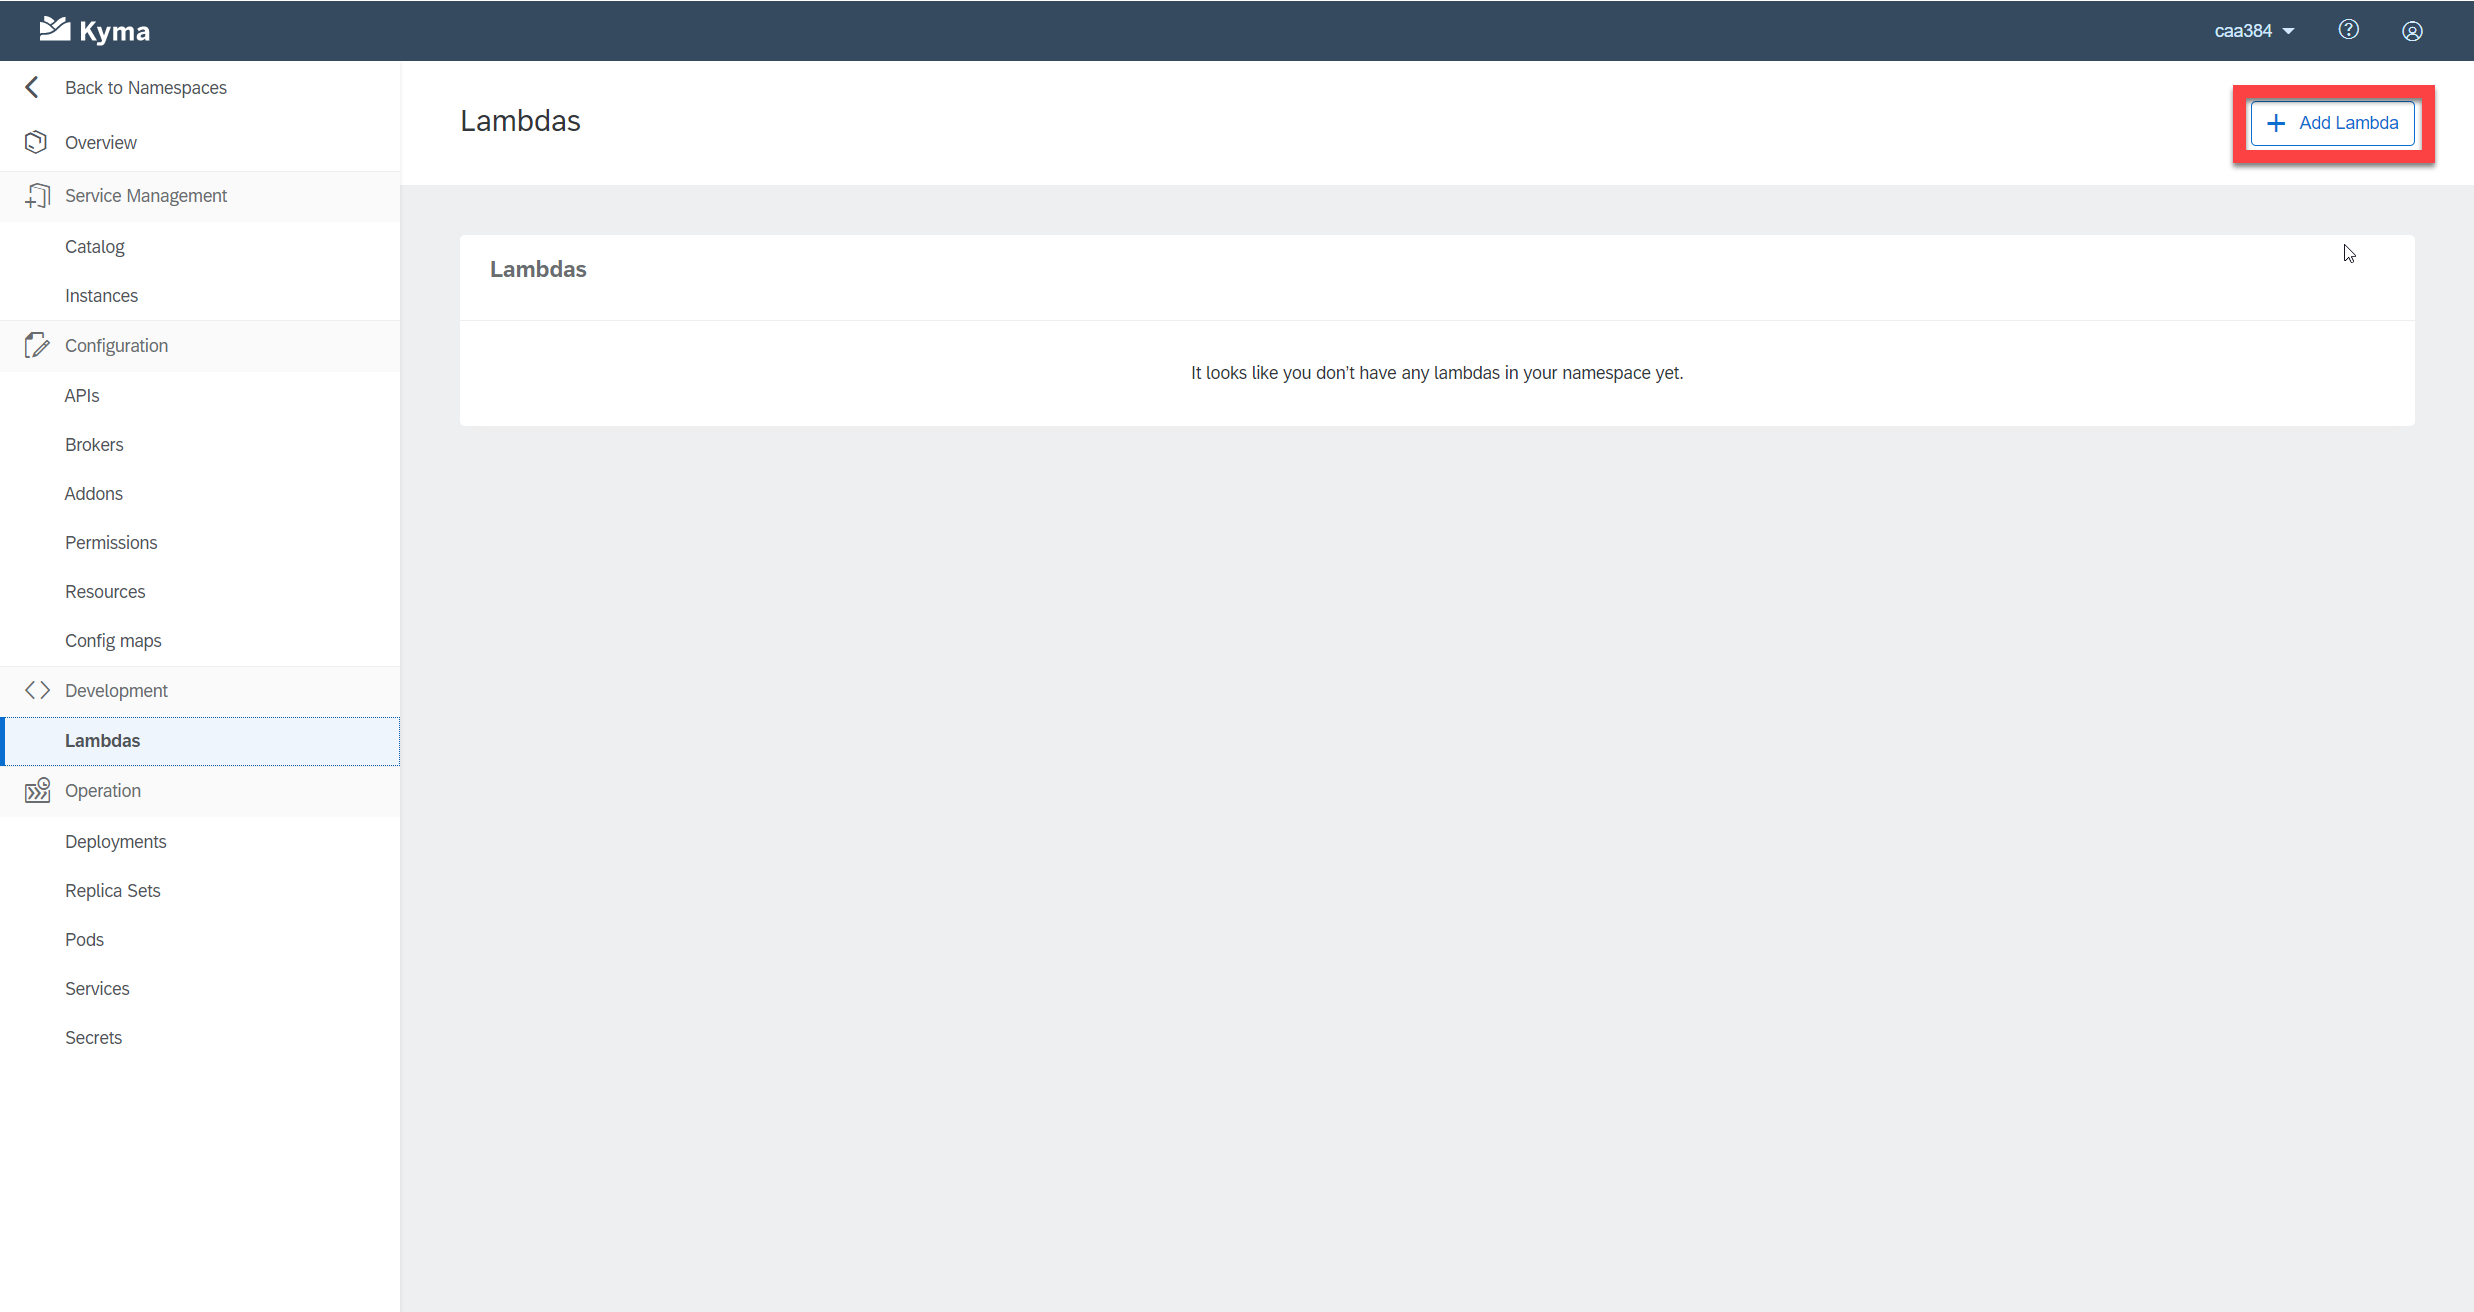 Kyma
caa384
Back to Namespaces
Overview
Service Management
Catalog
Instances
Configuration
APIs
Brokers
Addons
Permissions
Resources
Config maps
Development
Lambdas
Operation
Deployments
Replica Sets
Pods
Services
Secrets
Lambdas
+ Add Lambda
Lambdas
It looks like you don’t have any lambdas in your namespace yet.